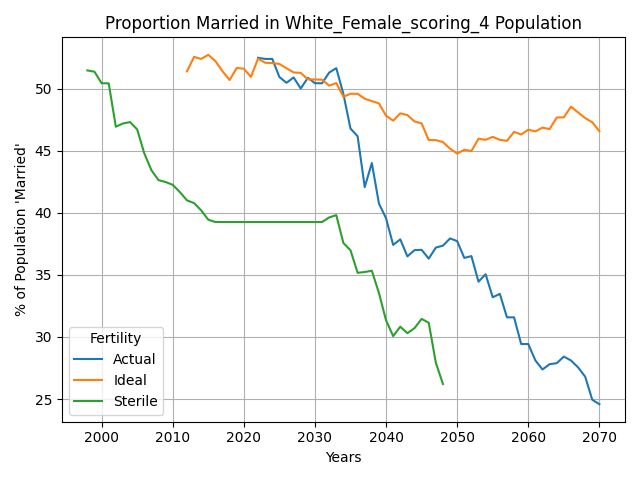 Proportion Married in White_Female_scoring_4 Population
% of Population 'Married'
50
45
40
35
30
25
Fertility
Actual
Ideal
Sterile
2000 2010 2020 2030 2040 2050 2060 2070
Years